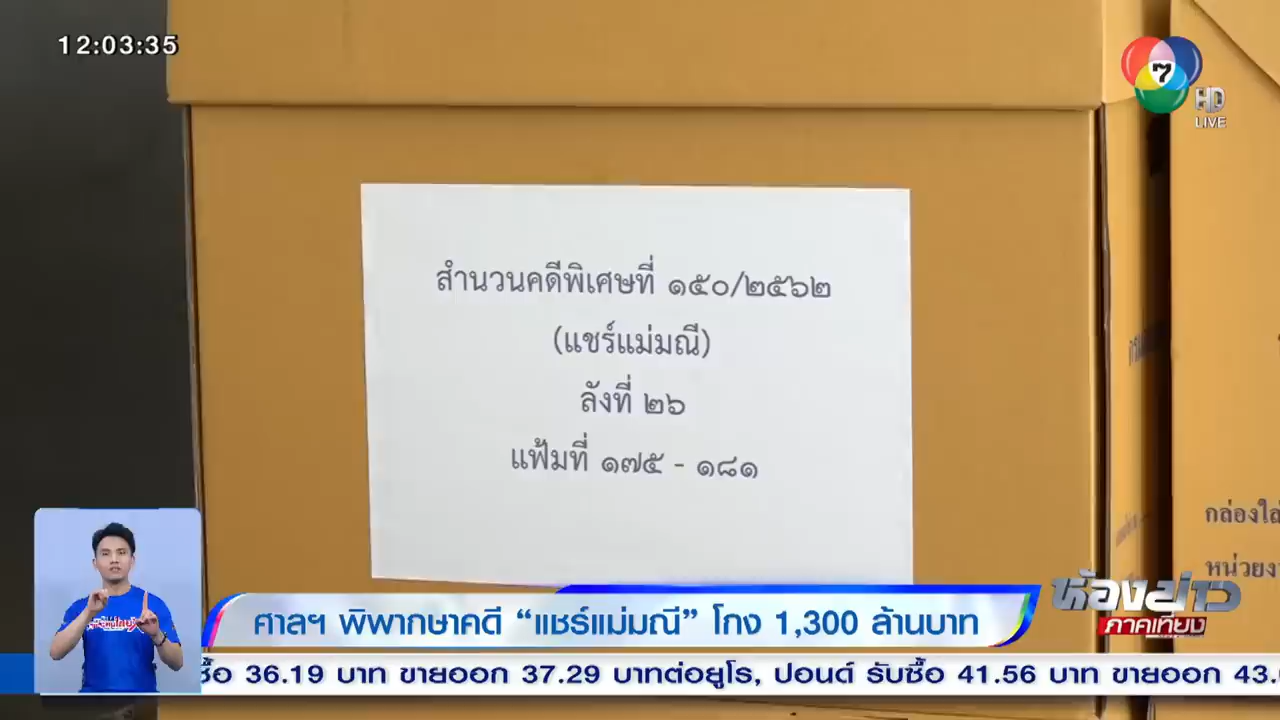 12:03:35
7
HD
LIVE
สำนวนคดีพิเศษที่ ๑๕๐/๒๕๖๒
(แชร์แม่มณี)
ลังที่ ๒๖
แฟ้มที่ ๑๗๕ - ๑๘๑
กล่องใส่
หน่วยงา
ศาลฯ พิพากษาคดี “แชร์แม่มณี” โกง 1,300 ล้านบาท
ห้องข่าว
ภาคเที่ยง
ซื้อ 36.19 บาท ขายออก 37.29 บาทต่อยูโร, ปอนด์ รับซื้อ 41.56 บาท ขายออก 43.